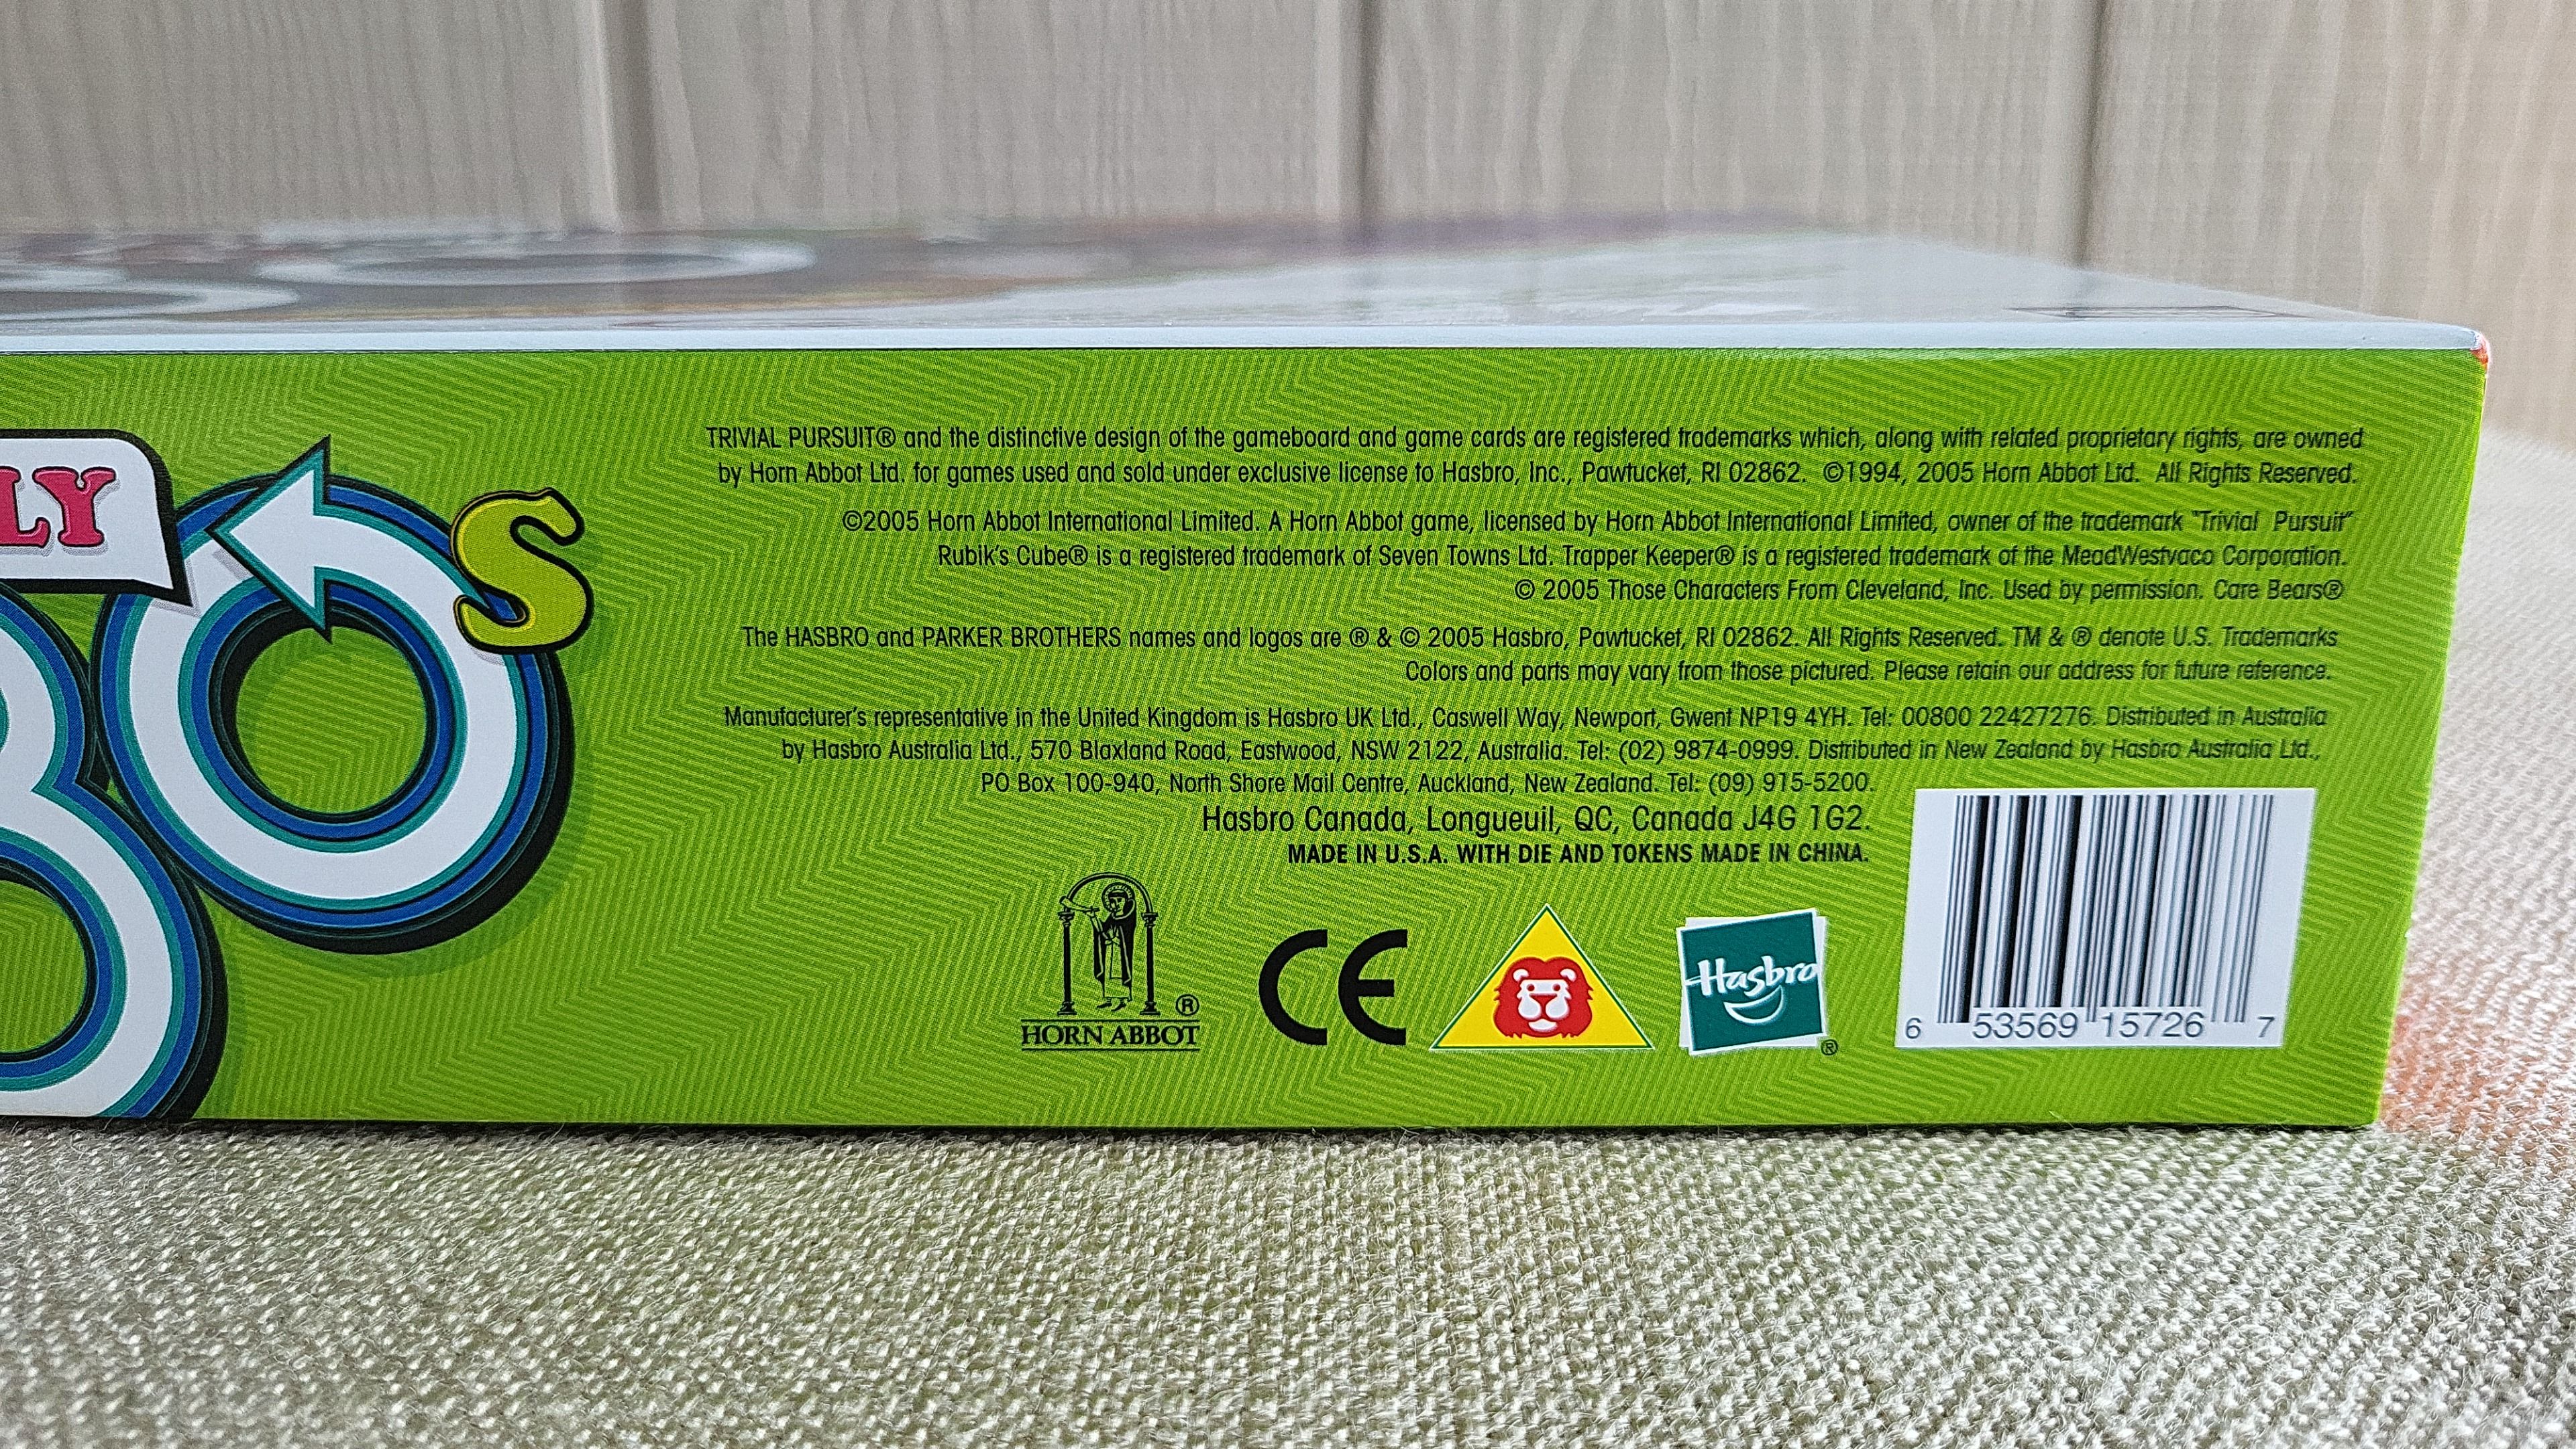 LY
80s
TRIVIAL PURSUIT® and the distinctive design of the gameboard and game cards are registered trademarks which, along with related proprietary rights, are owned
by Horn Abbot Ltd. for games used and sold under exclusive license to Hasbro, Inc., Pawtucket, RI 02862. ©1994, 2005 Horn Abbot Ltd. All Rights Reserved.
©2005 Horn Abbot International Limited. A Horn Abbot game, licensed by Horn Abbot International Limited, owner of the trademark "Trivial Pursuit"
Rubik's Cube® is a registered trademark of Seven Towns Ltd. Trapper Keeper® is a registered trademark of the MeadWestvaco Corporation.
© 2005 Those Characters From Cleveland, Inc. Used by permission. Care Bears®
The HASBRO and PARKER BROTHERS names and logos are ® & © 2005 Hasbro, Pawtucket, RI 02862. All Rights Reserved. TM & ® denote U.S. Trademarks
Colors and parts may vary from those pictured. Please retain our address for future reference.
Manufacturer's representative in the United Kingdom is Hasbro UK Ltd., Caswell Way, Newport, Gwent NP19 4YH. Tel: 00800 22427276. Distributed in Australia
by Hasbro Australia Ltd., 570 Blaxland Road, Eastwood, NSW 2122, Australia. Tel: (02) 9874-0999. Distributed in New Zealand by Hasbro Australia Ltd.,
PO Box 100-940, North Shore Mail Centre, Auckland, New Zealand. Tel: (09) 915-5200.
Hasbro Canada, Longueuil, QC, Canada J4G 1G2.
MADE IN U.S.A. WITH DIE AND TOKENS MADE IN CHINA.
® HORN ABBOT
CE
Hasbro ®
6 53569 15726 7